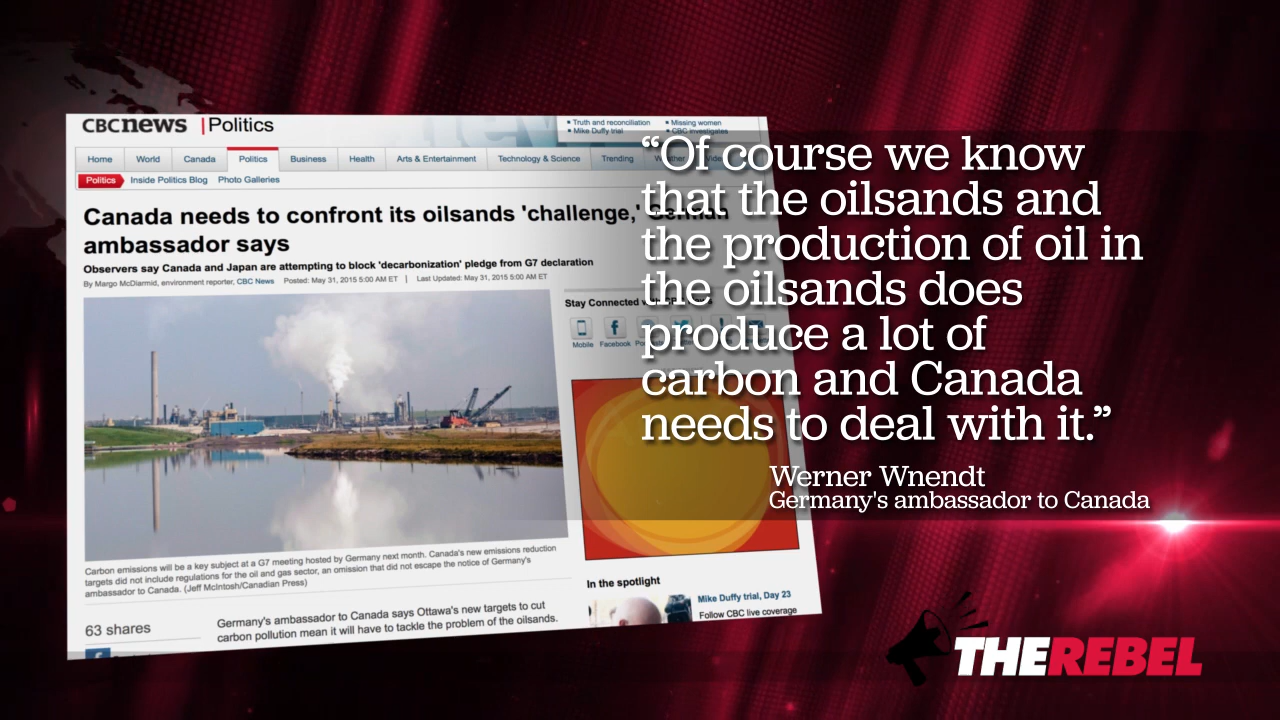 CBCnews | Politics
Truth and reconciliation
Missing women
Mike Duffy trial
CBC investigates
Home World Canada Politics Business Health Arts & Entertainment Technology & Science Trending
Politics Inside Politics Blog Photo Galleries
Canada needs to confront its oilsands 'challenge,' German
ambassador says
Observers say Canada and Japan are attempting to block 'decarbonization' pledge from G7 declaration
By Margo McDiarmid, environment reporter, CBC News Posted: May 31, 2015 5:00 AM ET | Last Updated: May 31, 2015 5:00 AM ET
Stay Connected
Mobile Facebook
Carbon emissions will be a key subject at a G7 meeting hosted by Germany next month. Canada's new emissions reduction
targets did not include regulations for the oil and gas sector, an omission that did not escape the notice of Germany's
ambassador to Canada. (Jeff McIntosh/Canadian Press)
63 shares
Germany's ambassador to Canada says Ottawa's new targets to cut
carbon pollution mean it will have to tackle the problem of the oilsands.
In the spotlight
Mike Duffy trial, Day 23
Follow CBC live coverage
“Of course we know
that the oilsands and
the production of oil in
the oilsands does
produce a lot of
carbon and Canada
needs to deal with it.”
Werner Wnendt
Germany's ambassador to Canada
THEREBEL